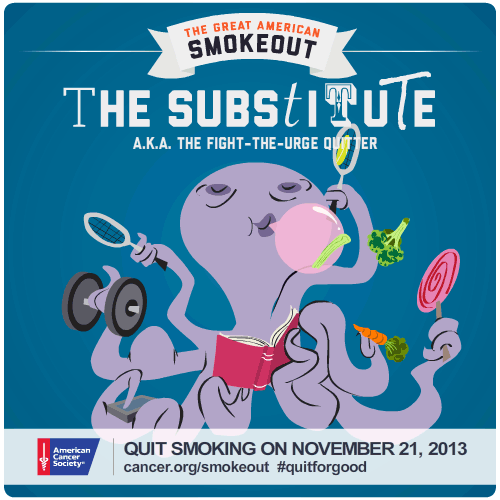 THE GREAT AMERICAN
SMOKEOUT
THE SUBStITUTE
A.K.A. THE FIGHT-THE-URGE QUITTER
American
Cancer
Society®
QUIT SMOKING ON NOVEMBER 21, 2013
cancer.org/smokeout #quitforgood